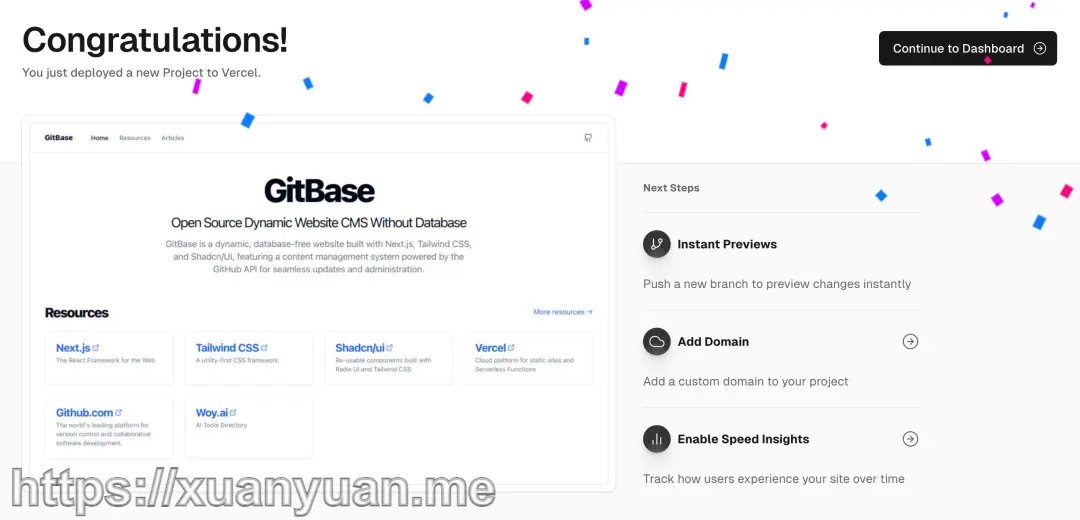 Congratulations!
Continue to Dashboard
You just deployed a new Project to Vercel.
GitBase Home Resources Articles
GitBase
Open Source Dynamic Website CMS Without Database
GitBase is a dynamic, database-free website built with Next.js, Tailwind CSS,
and Shadcn/UI, featuring a content management system powered by the
GitHub API for seamless updates and administration.
Resources
More resources →
Next.js
The React Framework for the Web
Tailwind CSS
A utility-first CSS framework
Shadcn/ui
Re-usable components built with
Radix UI and Tailwind CSS
Vercel
Cloud platform for static sites and
Serverless Functions
Github.com
The world's leading platform for
version control and collaborative
software development.
Woy.ai
AI Tools Directory
Next Steps
Instant Previews
Push a new branch to preview changes instantly
Add Domain
Add a custom domain to your project
Enable Speed Insights
Track how users experience your site over time
https://xuanyuan.me